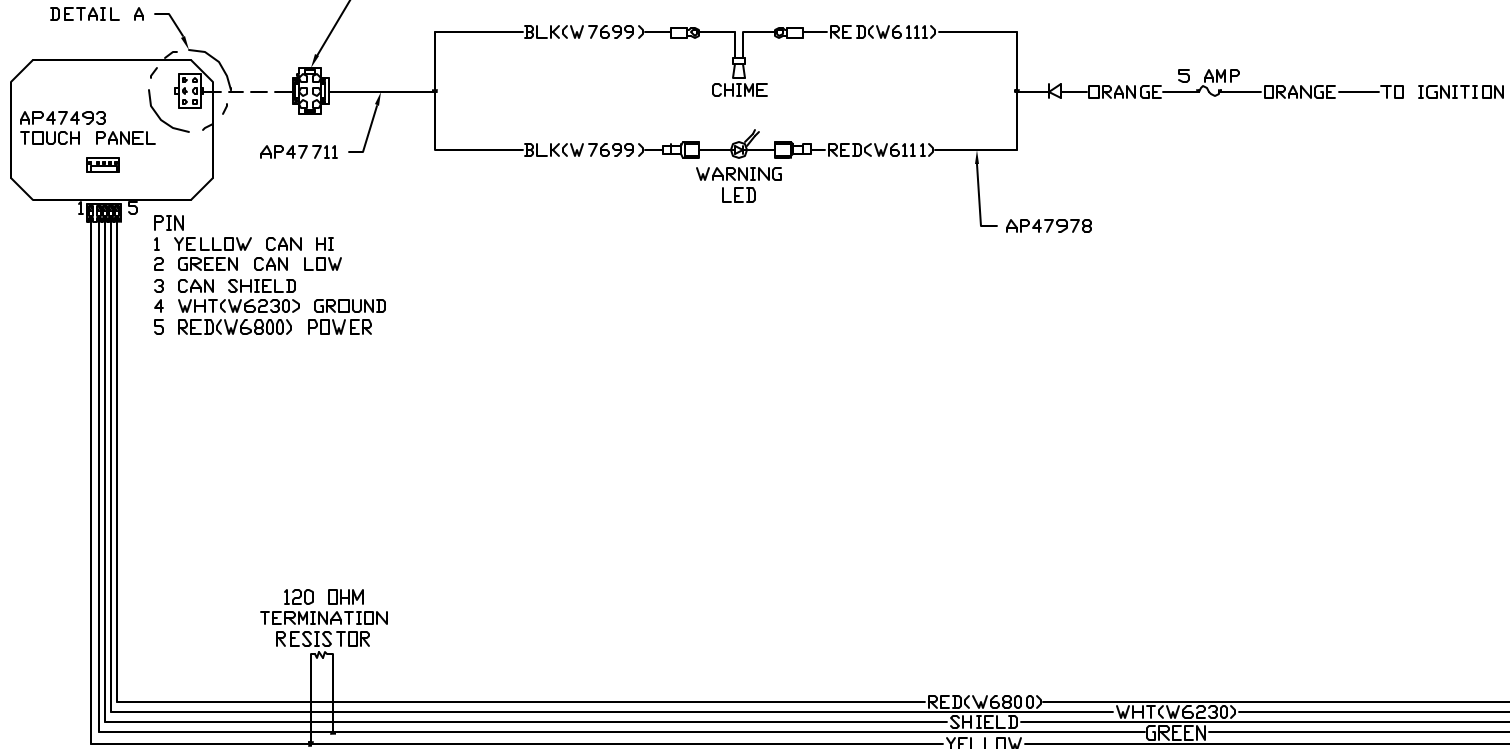 DETAIL A
BLK(W7699)
RED(W6111)
CHIME
5 AMP
ORANGE
ORANGE
TO IGNITION
AP47493
TOUCH PANEL
AP47711
BLK(W7699)
RED(W6111)
WARNING
LED
AP47978
1
5
PIN
1 YELLOW CAN HI
2 GREEN CAN LOW
3 CAN SHIELD
4 WHT(W6230) GROUND
5 RED(W6800) POWER
120 OHM
TERMINATION
RESISTOR
RED(W6800)
WHT(W6230)
SHIELD
GREEN
YELLOW